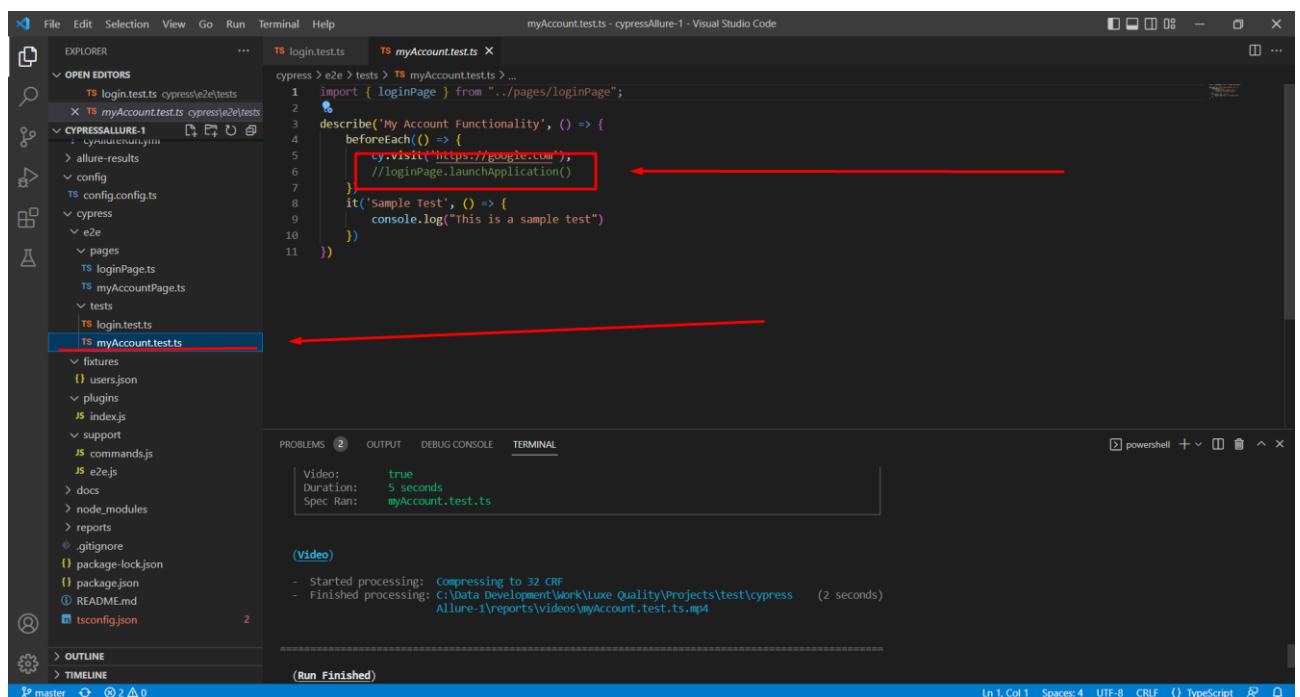 File Edit Selection View Go Run Terminal Help
myAccount.test.ts - cypressAllure-1 - Visual Studio Code
EXPLORER
OPEN EDITORS
TS login.test.ts cypress\e2e\tests
TS myAccount.test.ts cypress\e2e\tests
CYPRESSALLURE-1
cyAllureRun.yml
allure-results
config
TS config.config.ts
cypress
e2e
pages
TS loginPage.ts
TS myAccountPage.ts
tests
TS login.test.ts
TS myAccount.test.ts
fixtures
{} users.json
plugins
JS index.js
support
JS commands.js
JS e2e.js
docs
node_modules
reports
.gitignore
{} package-lock.json
{} package.json
README.md
tsconfig.json 2
OUTLINE
TIMELINE
TS login.test.ts TS myAccount.test.ts
cypress > e2e > tests > TS myAccount.test.ts > ...
1 import { loginPage } from "../pages/loginPage";
2
3 describe('My Account Functionality', () => {
4 beforeEach(() => {
5 cy.visit('https://google.com');
6 //loginPage.launchApplication()
7 })
8 it('Sample Test', () => {
9 console.log("This is a sample test")
10 })
11 })
PROBLEMS 2 OUTPUT DEBUG CONSOLE TERMINAL
powershell
Video: true
Duration: 5 seconds
Spec Ran: myAccount.test.ts
(Video)
- Started processing: Compressing to 32 CRF
- Finished processing: C:\Data Development\Work\Luxe Quality\Projects\test\cypress (2 seconds)
Allure-1\reports\videos\myAccount.test.ts.mp4
(Run Finished)
master 2 0
Ln 1, Col 1 Spaces: 4 UTF-8 CRLF {} TypeScript